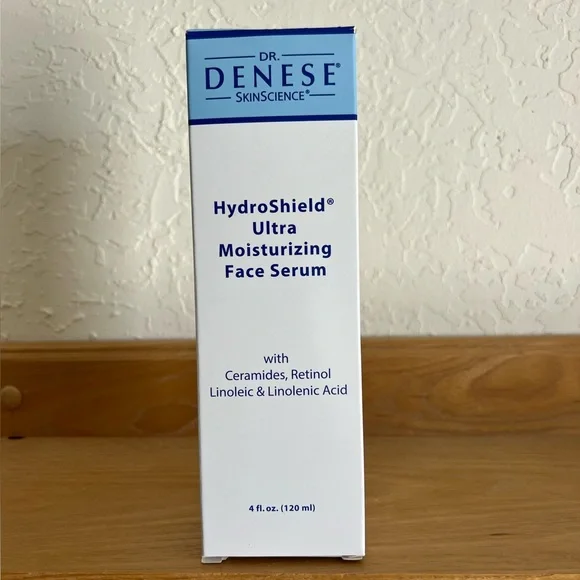 DR.
DENESE®
SKINSCIENCE®
HydroShield®
Ultra
Moisturizing
Face Serum
with
Ceramides, Retinol
Linoleic & Linolenic Acid
4 fl. oz. (120 ml)